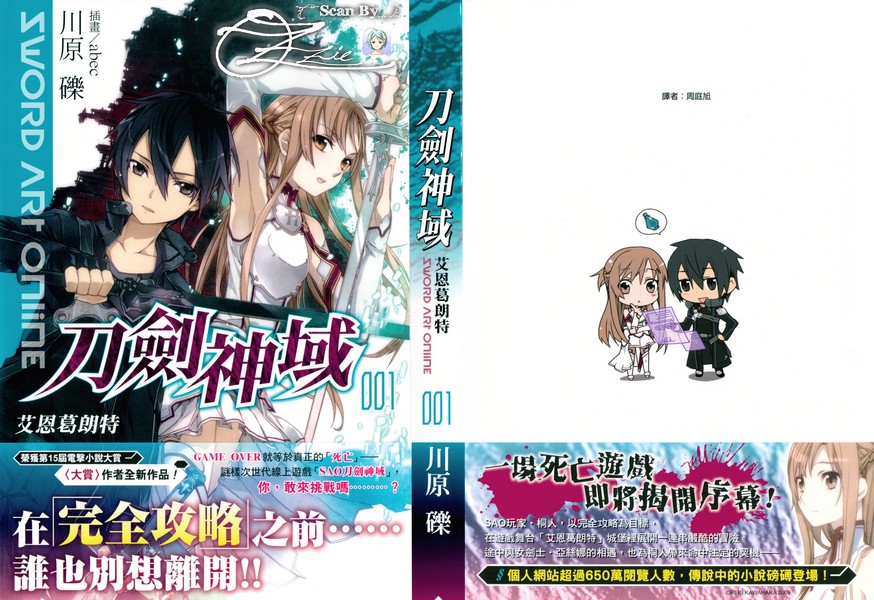 SWORD ART ONLINE
插畫／abec
川原 礫
Scan By
Ozzie
刀劍神域
001
艾恩葛朗特
榮獲第15屆電擊小說大賞
〈大賞〉作者全新作品！
GAME OVER就等於真正的「死亡」——
謎樣次世代線上遊戲「SAO刀劍神域」，
你，敢來挑戰嗎………？
在「完全攻略」之前……
誰也別想離開!!
刀劍神域
艾恩葛朗特
SWORD ART ONLINE
001
川原 礫
譯者：周庭旭
一場死亡遊戲
即將揭開序幕！
SAO玩家・桐人，以完全攻略為目標，
在遊戲舞台「艾恩葛朗特」城堡裡展開一連串嚴酷的冒險。
途中與女劍士・亞絲娜的相遇，也為桐人帶來命中注定的契機——
個人網站超過650萬閱覽人數，傳說中的小說磅礡登場！
©REKI KAWAHARA 2009